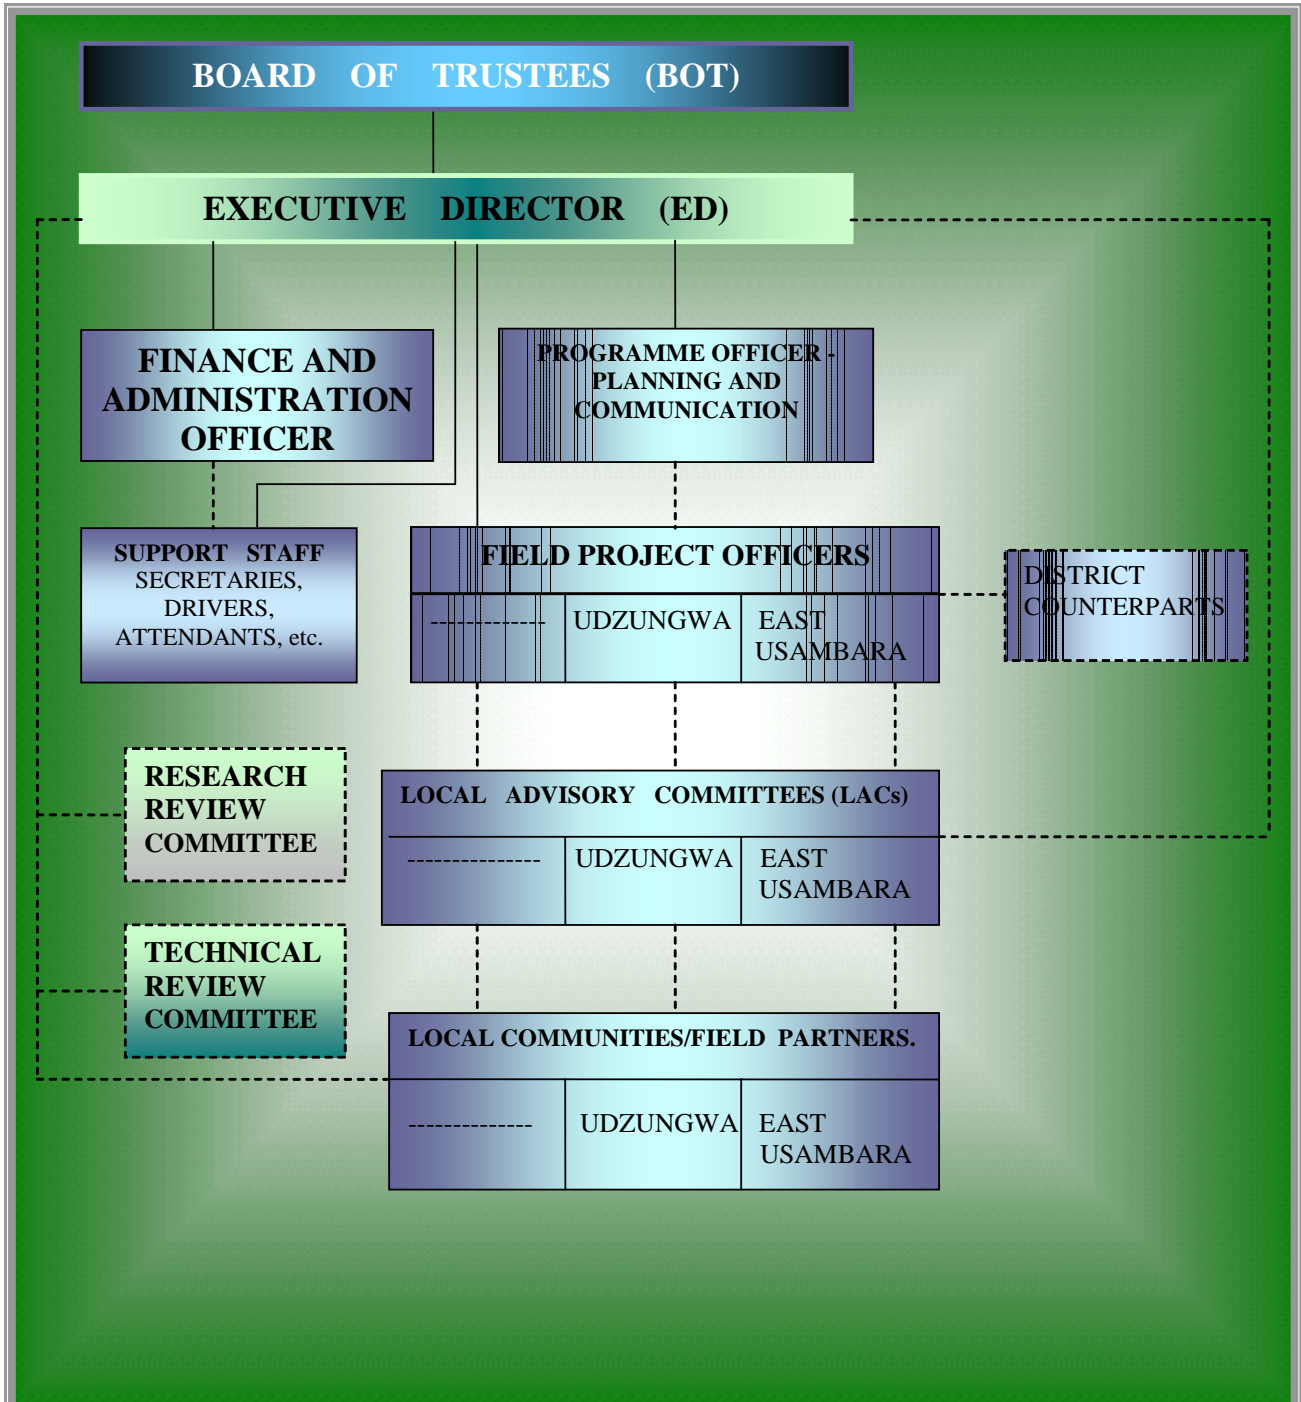 BOARD OF TRUSTEES (BOT)
EXECUTIVE DIRECTOR (ED)
FINANCE AND
ADMINISTRATION
OFFICER
PROGRAMME OFFICER -
PLANNING AND
COMMUNICATION
SUPPORT STAFF
SECRETARIES,
DRIVERS,
ATTENDANTS, etc.
FIELD PROJECT OFFICERS
-------------- UDZUNGWA EAST
USAMBARA
DISTRICT
COUNTERPARTS
RESEARCH
REVIEW
COMMITTEE
LOCAL ADVISORY COMMITTEES (LACs)
--------------- UDZUNGWA EAST
USAMBARA
TECHNICAL
REVIEW
COMMITTEE
LOCAL COMMUNITIES/FIELD PARTNERS.
-------------- UDZUNGWA EAST
USAMBARA